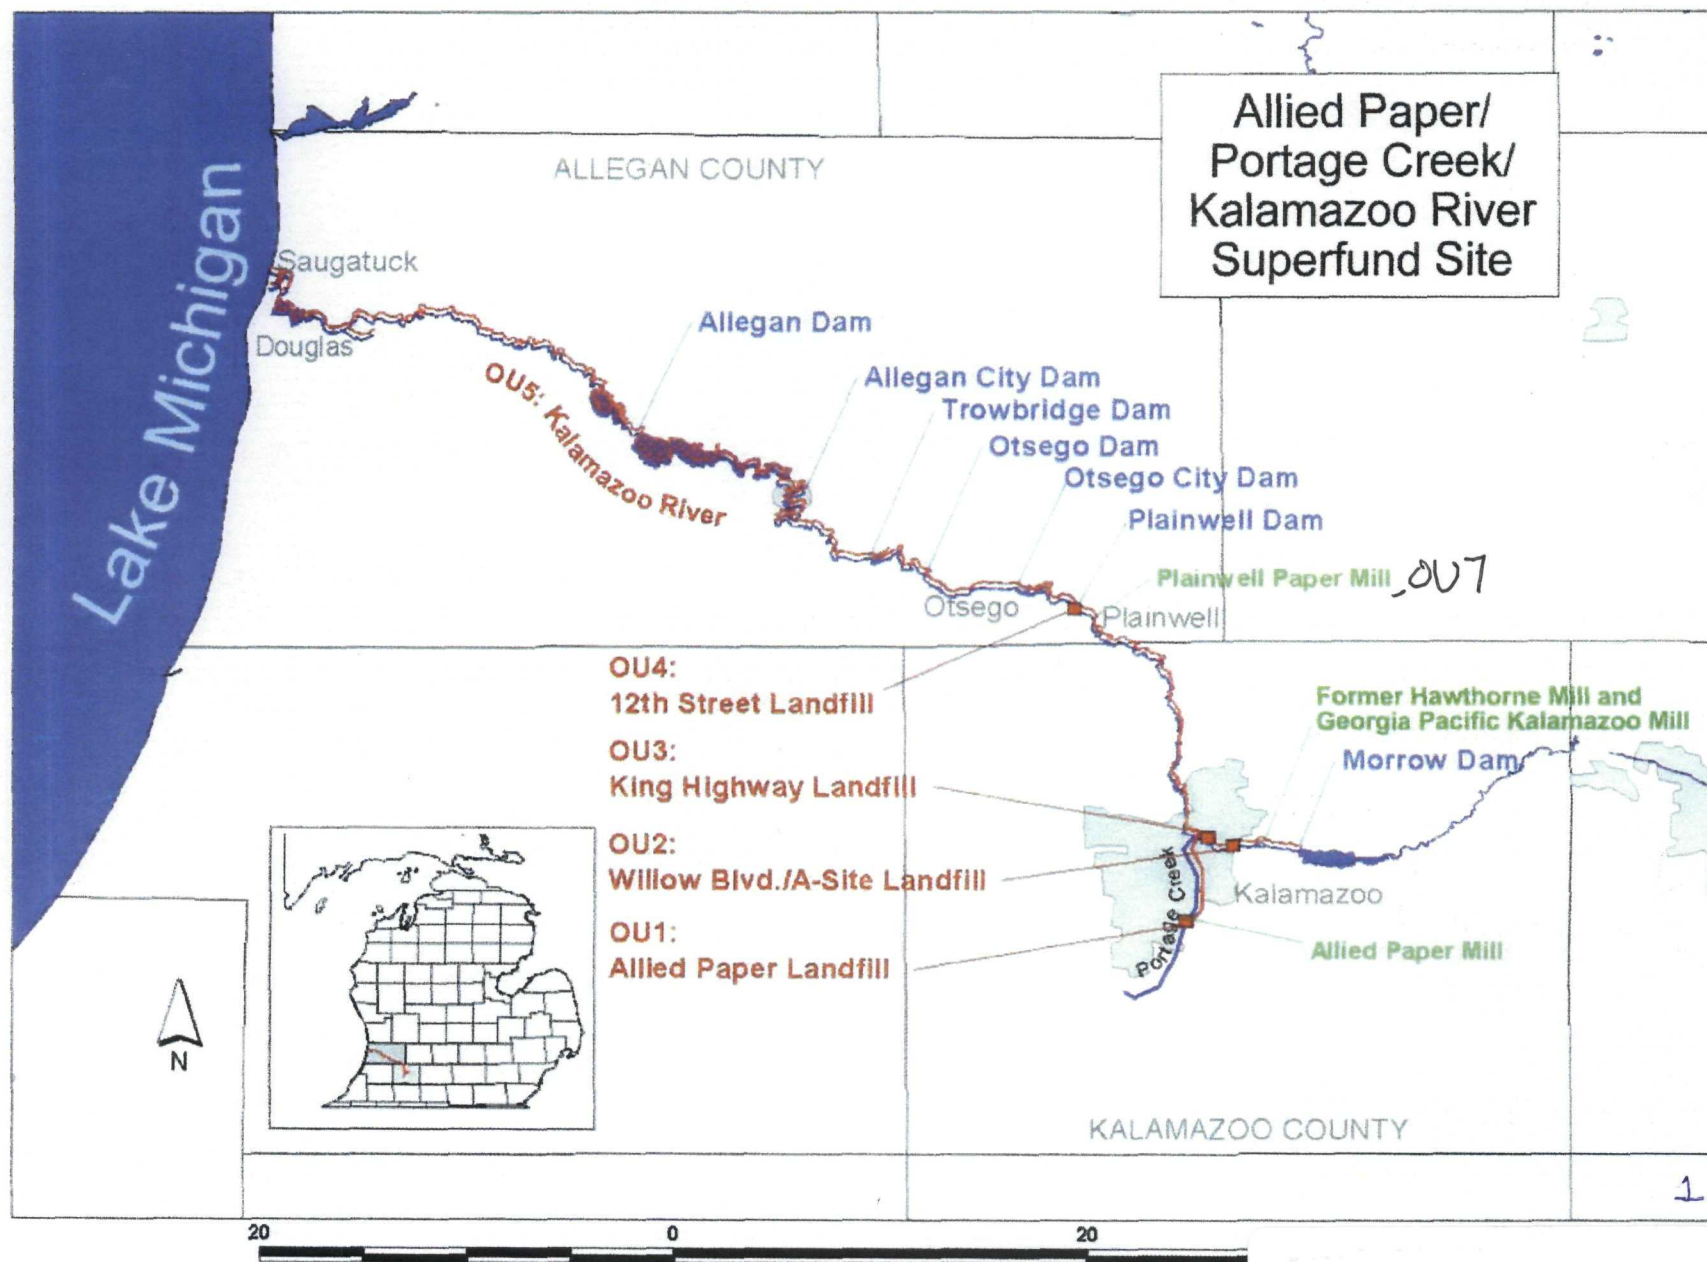 Allied Paper/
Portage Creek/
Kalamazoo River
Superfund Site
ALLEGAN COUNTY
Lake Michigan
Saugatuck
Douglas
Allegan Dam
OU5: Kalamazoo River
Allegan City Dam
Trowbridge Dam
Otsego Dam
Otsego City Dam
Plainwell Dam
Plainwell Paper Mill OU7
Otsego
Plainwell
OU4:
12th Street Landfill
OU3:
King Highway Landfill
OU2:
Willow Blvd./A-Site Landfill
OU1:
Allied Paper Landfill
Former Hawthorne Mill and
Georgia Pacific Kalamazoo Mill
Morrow Dam
Portage Creek
Kalamazoo
Allied Paper Mill
N
KALAMAZOO COUNTY
1
20 0 20